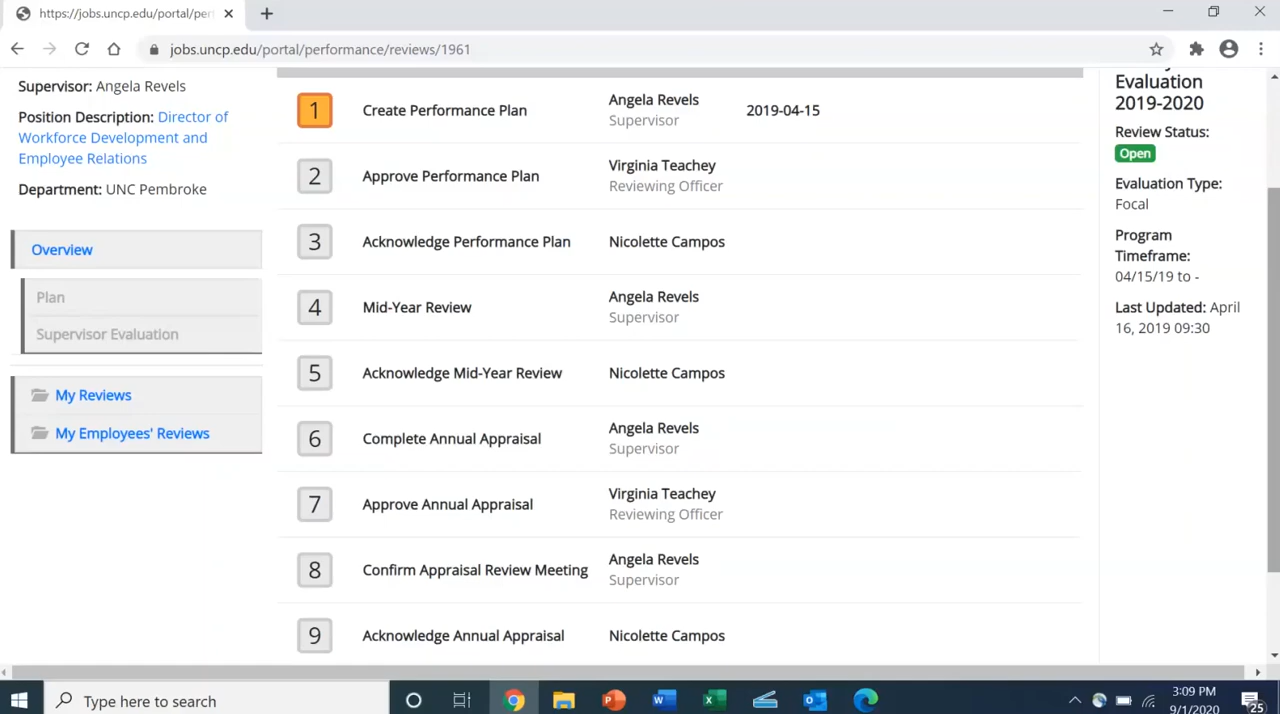 https://jobs.uncp.edu/portal/per
jobs.uncp.edu/portal/performance/reviews/1961
Supervisor: Angela Revels
Position Description: Director of
Workforce Development and
Employee Relations
Department: UNC Pembroke
Overview
Plan
Supervisor Evaluation
My Reviews
My Employees' Reviews
1 Create Performance Plan Angela Revels 2019-04-15
Supervisor
2 Approve Performance Plan Virginia Teachey
Reviewing Officer
3 Acknowledge Performance Plan Nicolette Campos
4 Mid-Year Review Angela Revels
Supervisor
5 Acknowledge Mid-Year Review Nicolette Campos
6 Complete Annual Appraisal Angela Revels
Supervisor
7 Approve Annual Appraisal Virginia Teachey
Reviewing Officer
8 Confirm Appraisal Review Meeting Angela Revels
Supervisor
9 Acknowledge Annual Appraisal Nicolette Campos
Evaluation
2019-2020
Review Status:
Open
Evaluation Type:
Focal
Program
Timeframe:
04/15/19 to -
Last Updated: April
16, 2019 09:30
Type here to search
3:09 PM
9/1/2020
25